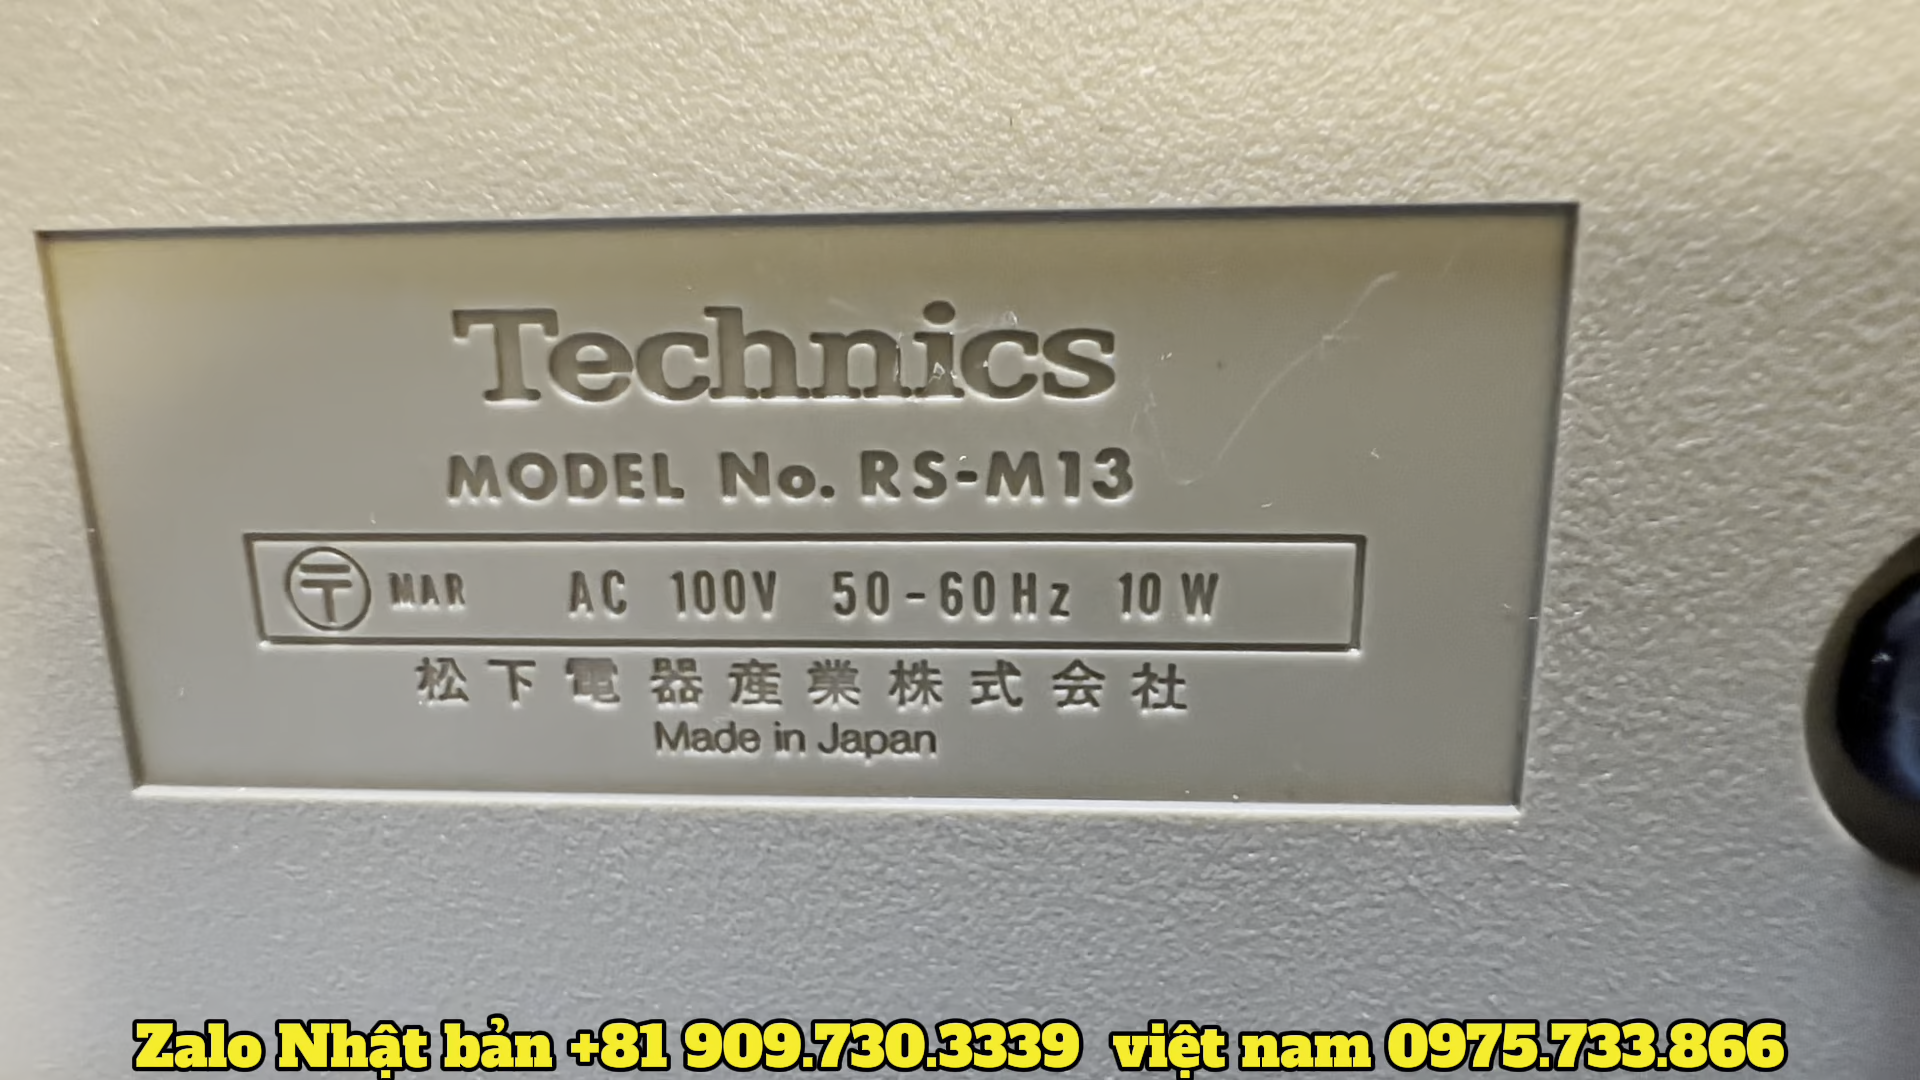 Technics
MODEL No. RS-M13
〶 MAR AC 100V 50-60Hz 10W
松下電器産業株式会社
Made in Japan
Zalo Nhật bản +81 909.730.3339 việt nam 0975.733.866